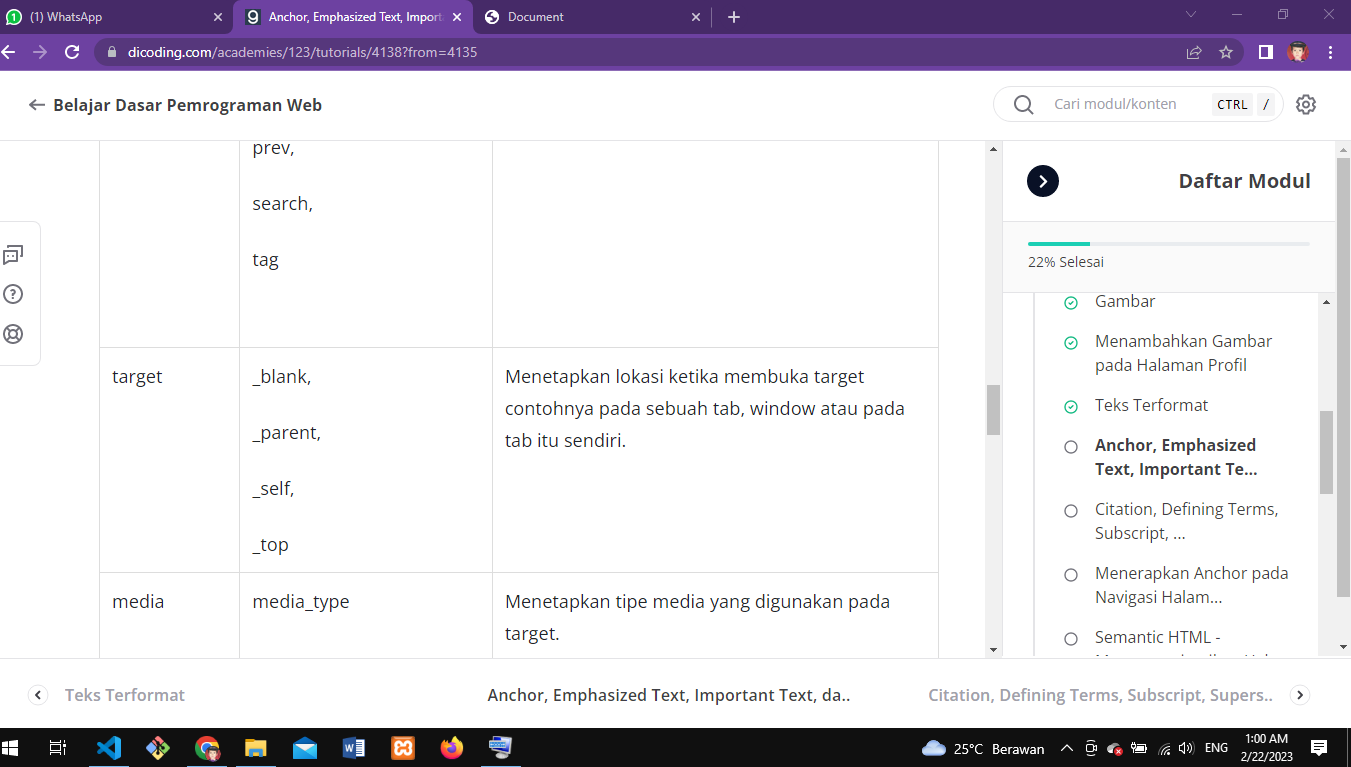 (1) WhatsApp
Anchor, Emphasized Text, Import
Document
dicoding.com/academies/123/tutorials/4138?from=4135
Belajar Dasar Pemrograman Web
Cari modul/konten
CTRL /
prev,
search,
tag
target
_blank,
_parent,
_self,
_top
Menetapkan lokasi ketika membuka target
contohnya pada sebuah tab, window atau pada
tab itu sendiri.
media
media_type
Menetapkan tipe media yang digunakan pada
target.
Daftar Modul
22% Selesai
Gambar
Menambahkan Gambar
pada Halaman Profil
Teks Terformat
Anchor, Emphasized
Text, Important Te...
Citation, Defining Terms,
Subscript, ...
Menerapkan Anchor pada
Navigasi Halam...
Semantic HTML -
Teks Terformat
Anchor, Emphasized Text, Important Text, da..
Citation, Defining Terms, Subscript, Supers..
25°C Berawan
ENG
1:00 AM
2/22/2023